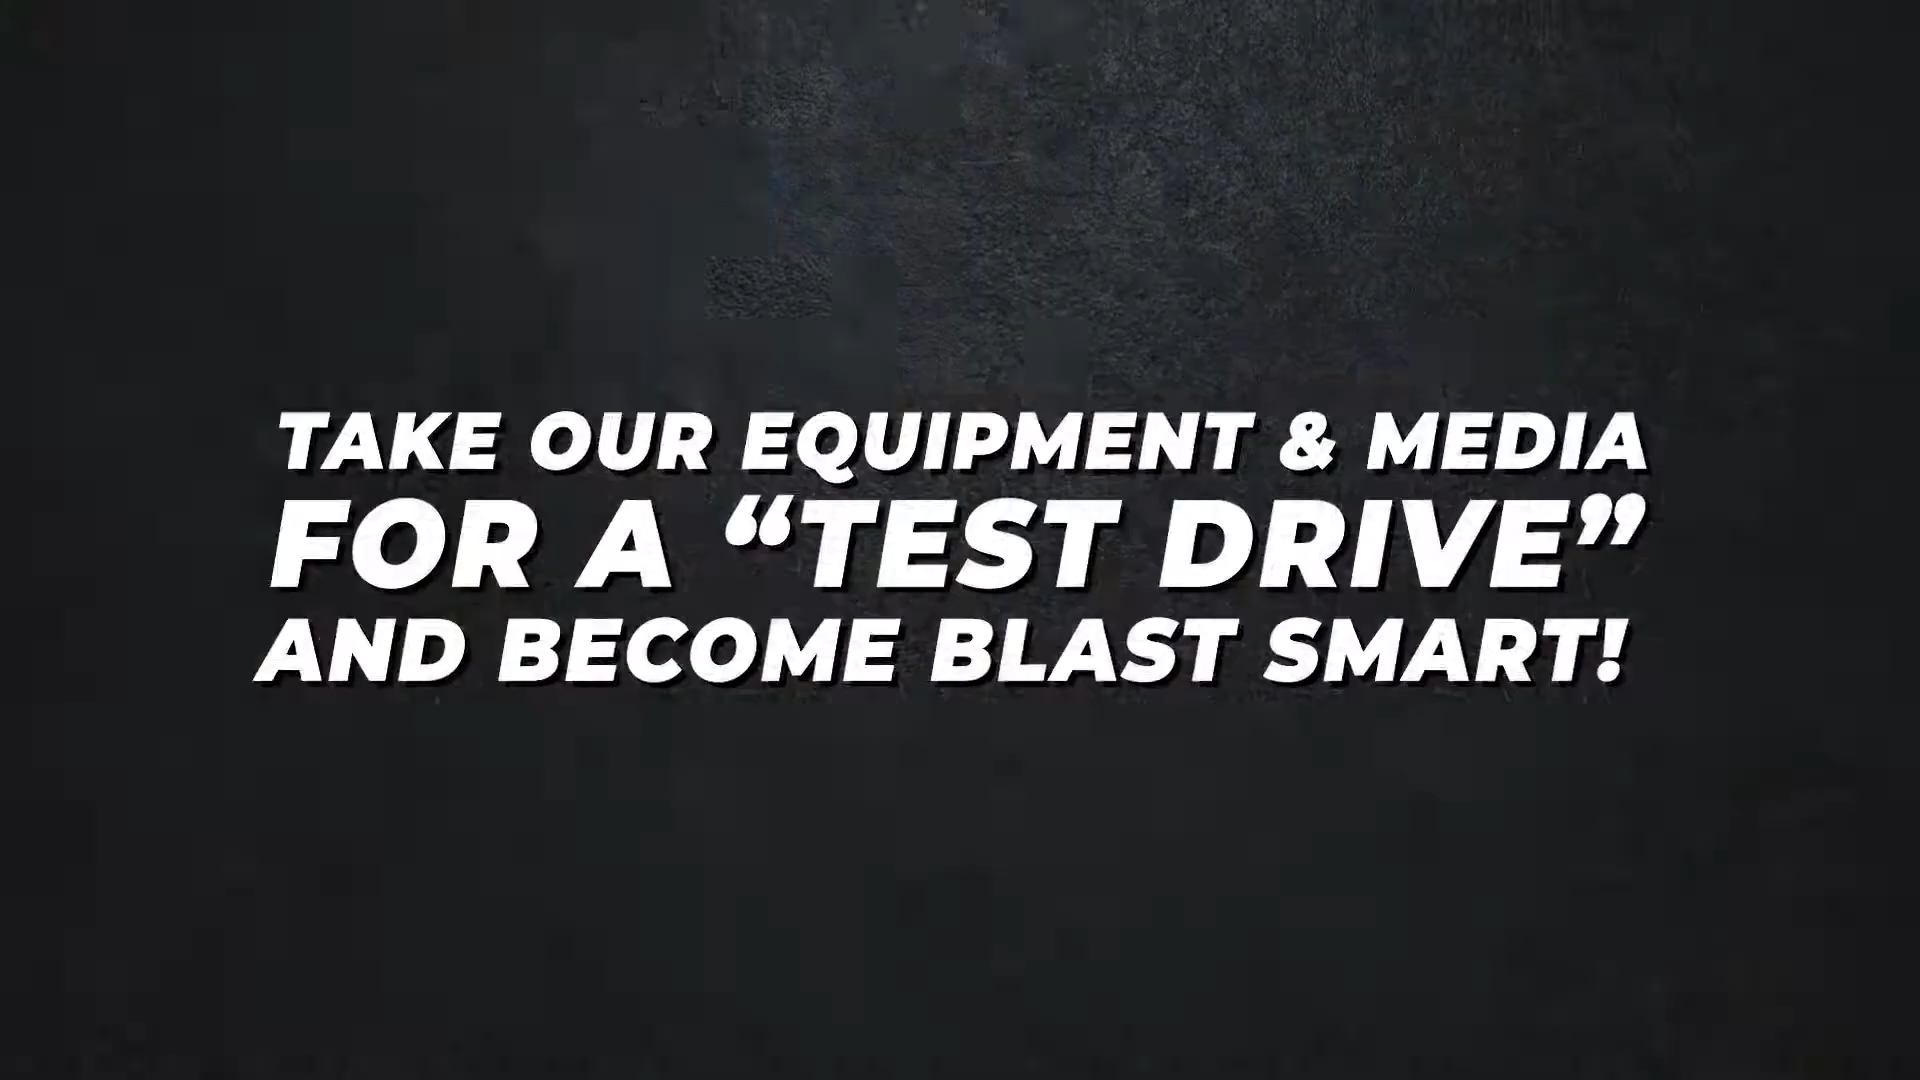 TAKE OUR EQUIPMENT & MEDIA
FOR A “TEST DRIVE”
AND BECOME BLAST SMART!